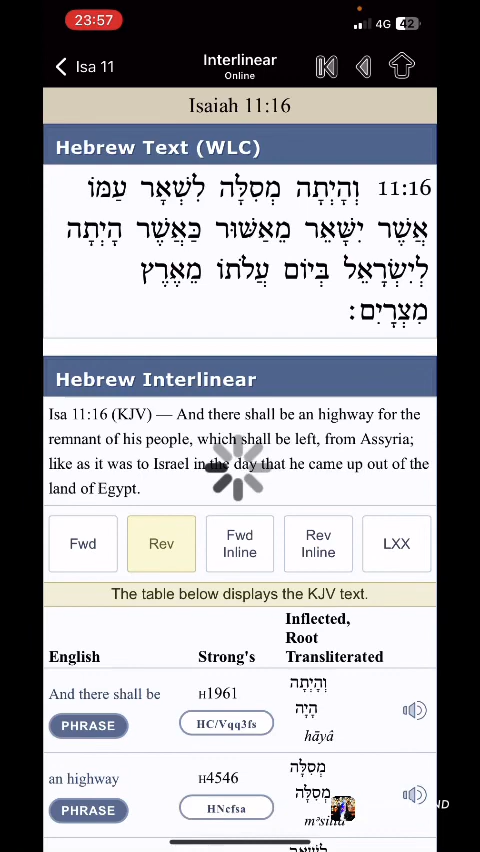 23:57
4G 42
Isa 11
Interlinear
Online
Isaiah 11:16
Hebrew Text (WLC)
11:16 וְהָיְתָה מְסִלָּה לִשְׁאָר עַמּוֹ
אֲשֶׁר יִשָּׁאֵר מֵאַשּׁוּר כַּאֲשֶׁר הָיְתָה
לְיִשְׂרָאֵל בְּיוֹם עֲלֹתוֹ מֵאֶרֶץ
מִצְרָיִם׃
Hebrew Interlinear
Isa 11:16 (KJV) — And there shall be an highway for the
remnant of his people, which shall be left, from Assyria;
like as it was to Israel in the day that he came up out of the
land of Egypt.
Fwd
Rev
Fwd
Inline
Rev
Inline
LXX
The table below displays the KJV text.
English
Strong's
Inflected,
Root
Transliterated
And there shall be
PHRASE
H1961
HC/Vqq3fs
וְהָיְתָה
הָיָה
hāyâ
an highway
PHRASE
H4546
HNcfsa
מְסִלָּה
מְסִלָּה
mᵊsillâ